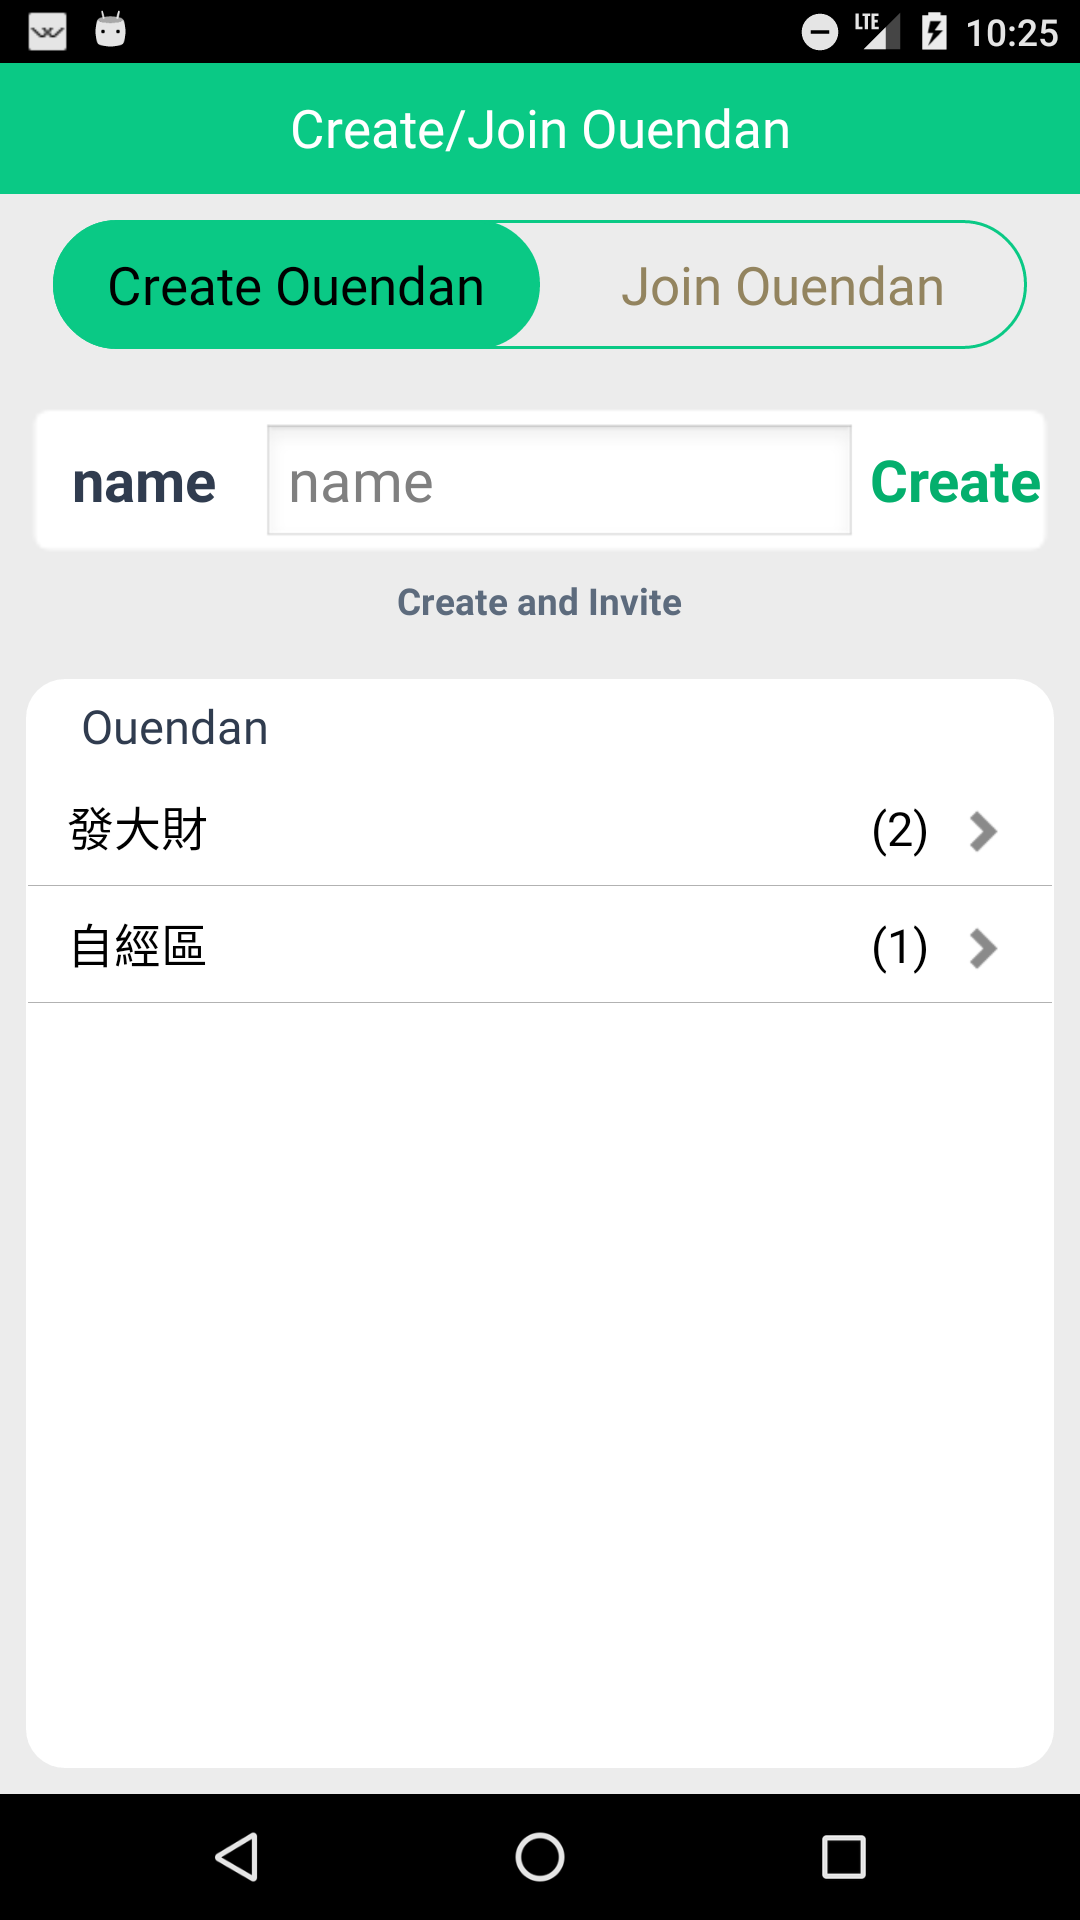 LTE 10:25
Create/Join Ouendan
Create Ouendan Join Ouendan
name name Create
Create and Invite
Ouendan
發大財 (2)
自經區 (1)